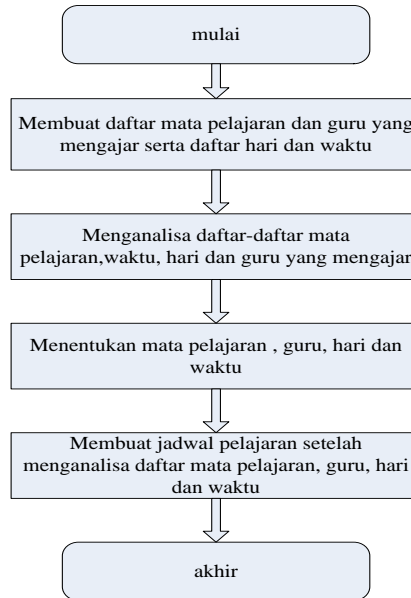 mulai
Membuat daftar mata pelajaran dan guru yang
mengajar serta daftar hari dan waktu
Menganalisa daftar-daftar mata
pelajaran,waktu, hari dan guru yang mengajar
Menentukan mata pelajaran , guru, hari dan
waktu
Membuat jadwal pelajaran setelah
menganalisa daftar mata pelajaran, guru, hari
dan waktu
akhir